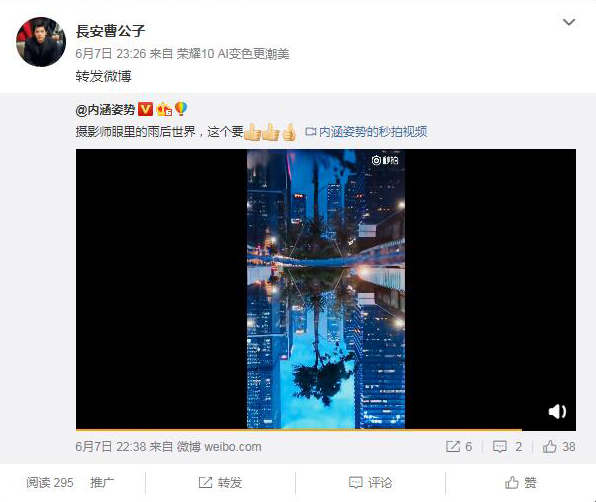 長安曹公子
6月7日 23:26 来自 荣耀10 AI变色更潮美
转发微博
@内涵姿势
摄影师眼里的雨后世界，这个要 内涵姿势的秒拍视频
秒拍
6月7日 22:38 来自 微博 weibo.com 6 2 38
阅读 295 推广 转发 评论 赞